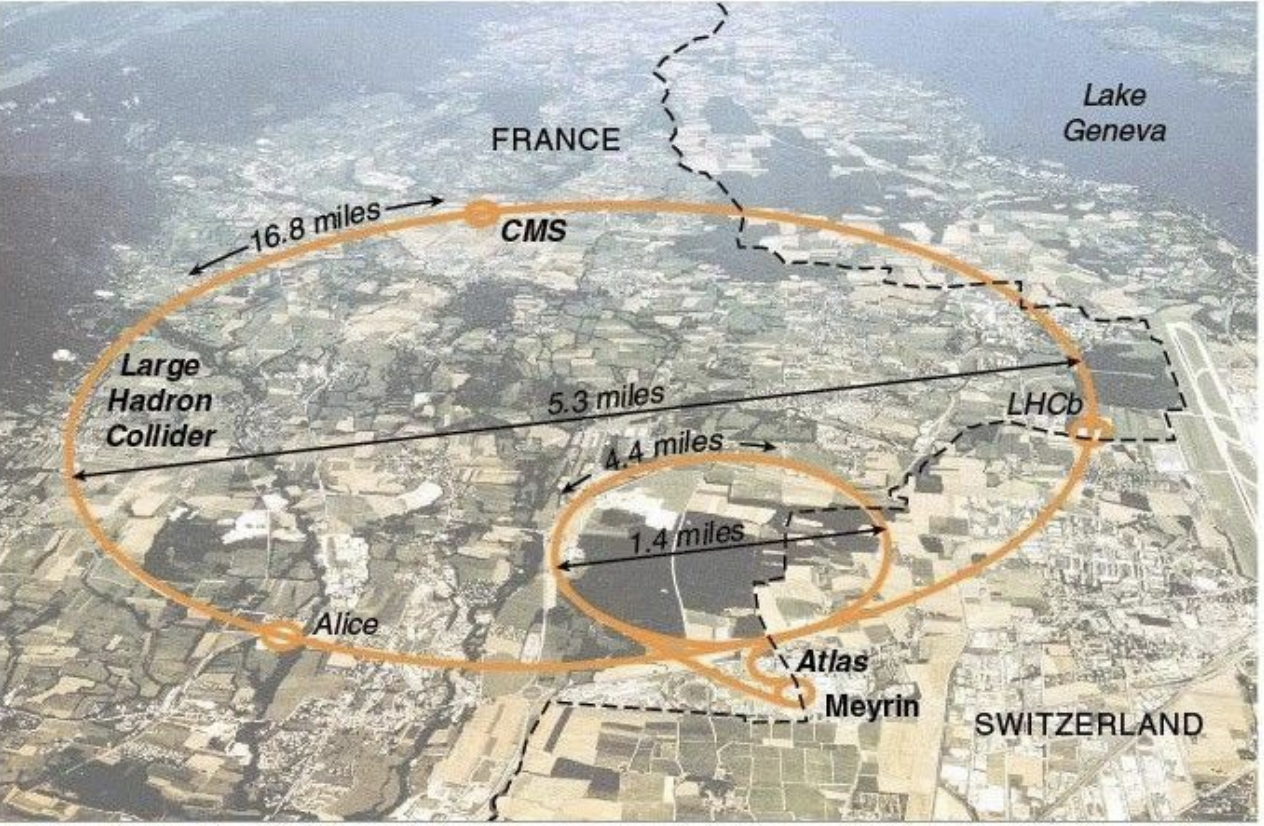 Lake
Geneva
FRANCE
16.8 miles
CMS
Large
Hadron
Collider
5.3 miles
LHCb
4.4 miles
1.4 miles
Alice
Atlas
Meyrin
SWITZERLAND